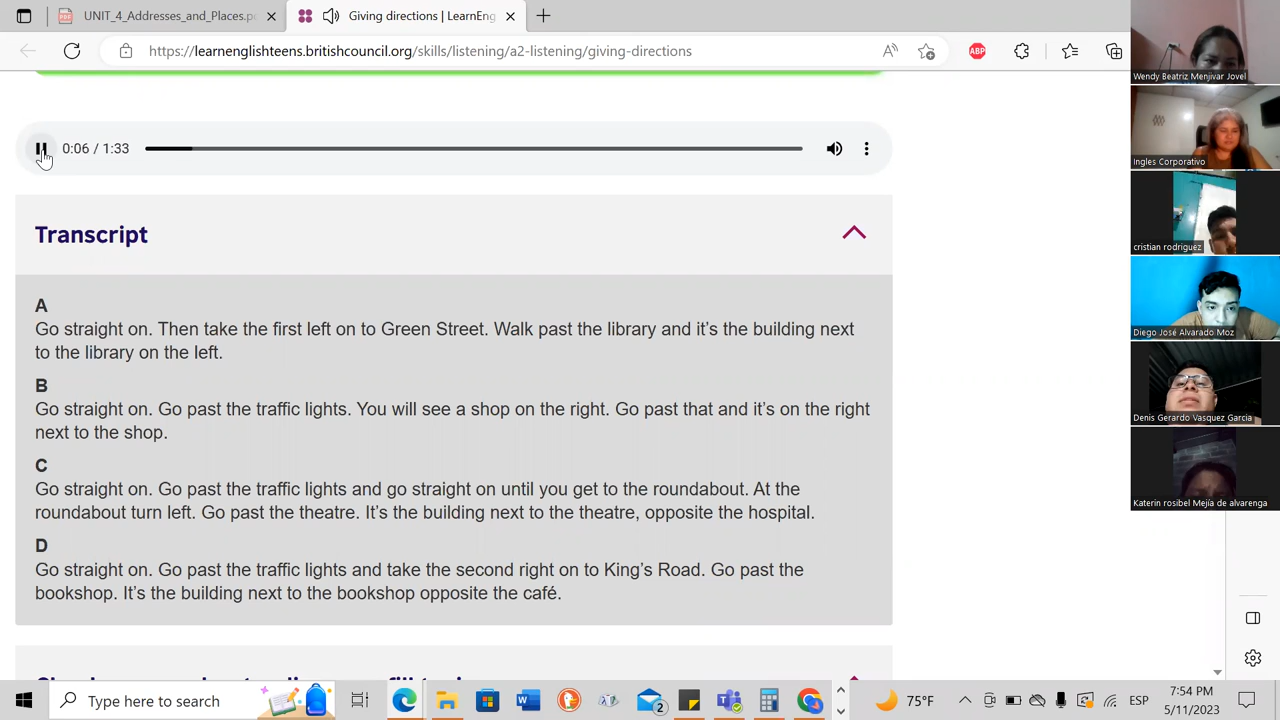 UNIT_4_Addresses_and_Places.p
Giving directions | LearnEng
https://learnenglishteens.britishcouncil.org/skills/listening/a2-listening/giving-directions
ABP
0:06 / 1:33
Transcript
A
Go straight on. Then take the first left on to Green Street. Walk past the library and it's the building next
to the library on the left.
B
Go straight on. Go past the traffic lights. You will see a shop on the right. Go past that and it's on the right
next to the shop.
C
Go straight on. Go past the traffic lights and go straight on until you get to the roundabout. At the
roundabout turn left. Go past the theatre. It's the building next to the theatre, opposite the hospital.
D
Go straight on. Go past the traffic lights and take the second right on to King's Road. Go past the
bookshop. It's the building next to the bookshop opposite the café.
Wendy Beatriz Menjivar Jovel
Ingles Corporativo
cristian rodriguez
Diego José Alvarado Moz
Denis Gerardo Vasquez Garcia
Katerin rosibel Mejía de alvarenga
Type here to search
2
75°F
ESP
7:54 PM
5/11/2023